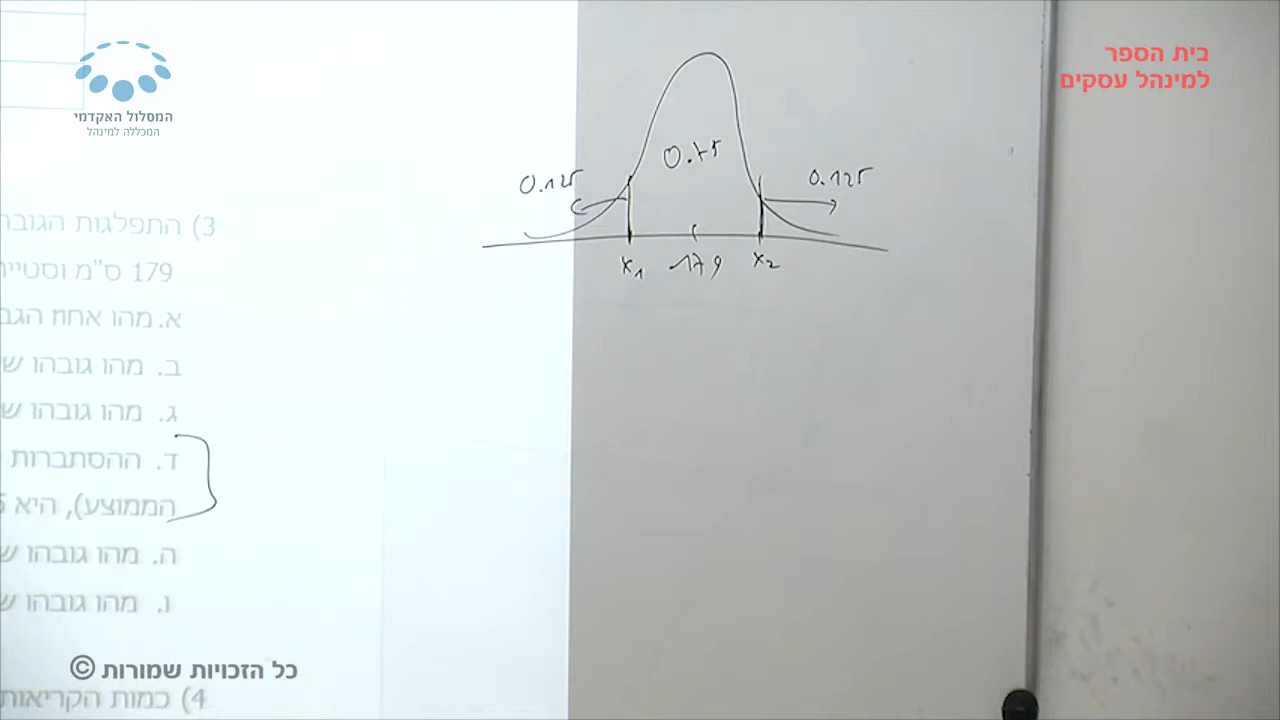 בית הספר
למינהל עסקים
המסלול האקדמי
המכללה למינהל
0.75
0.125
0.125
x₁ 179 x₂
3) התפלגות הגובה
179 ס"מ וסטיי
א. מהו אחוז הגב
ב. מהו גובהו ש
ג. מהו גובהו ש
ד. ההסתברות
הממוצע), היא
ה. מהו גובהו ש
ו. מהו גובהו ש
כל הזכויות שמורות ©
4) כמות הקריאות